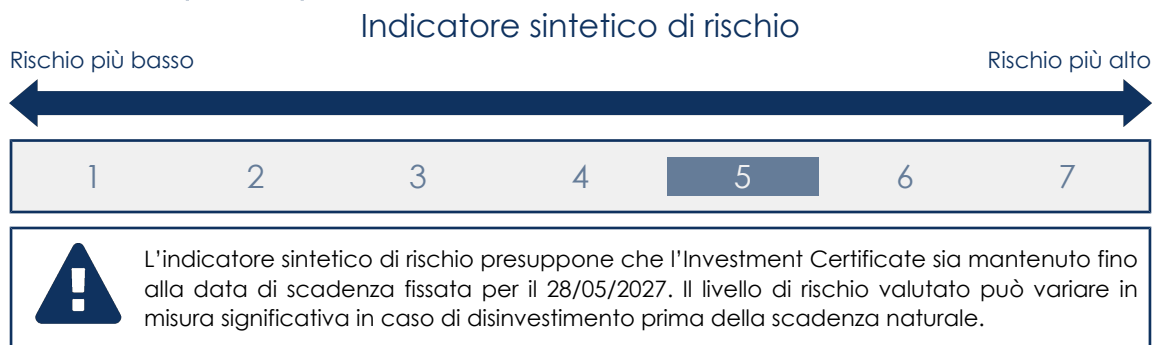 Indicatore sintetico di rischio
Rischio più basso
Rischio più alto
1 2 3 4 5 6 7
L'indicatore sintetico di rischio presuppone che l'Investment Certificate sia mantenuto fino
alla data di scadenza fissata per il 28/05/2027. Il livello di rischio valutato può variare in
misura significativa in caso di disinvestimento prima della scadenza naturale.